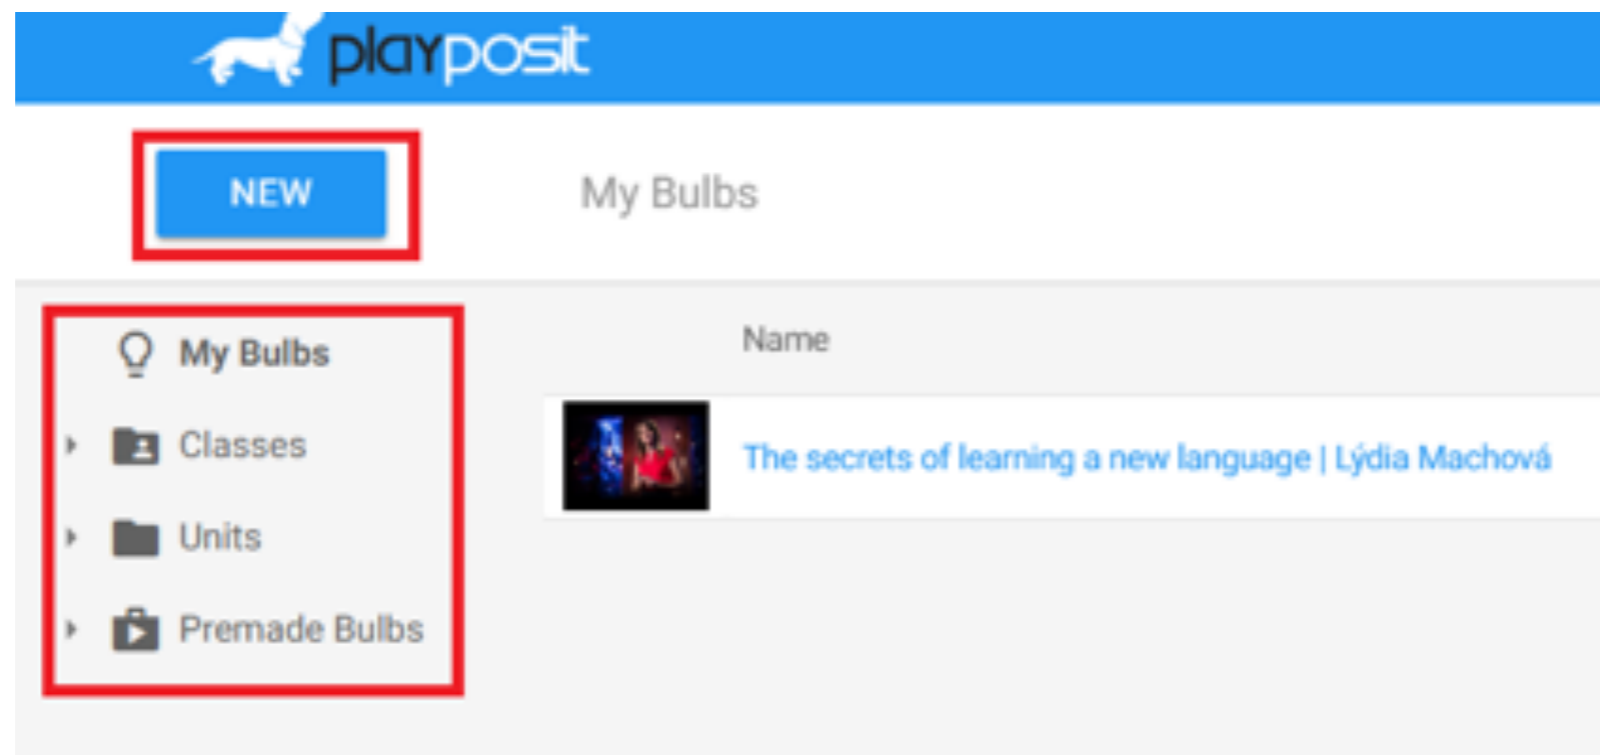 playposit
NEW
My Bulbs
My Bulbs
Name
Classes
The secrets of learning a new language | Lýdia Machová
Units
Premade Bulbs